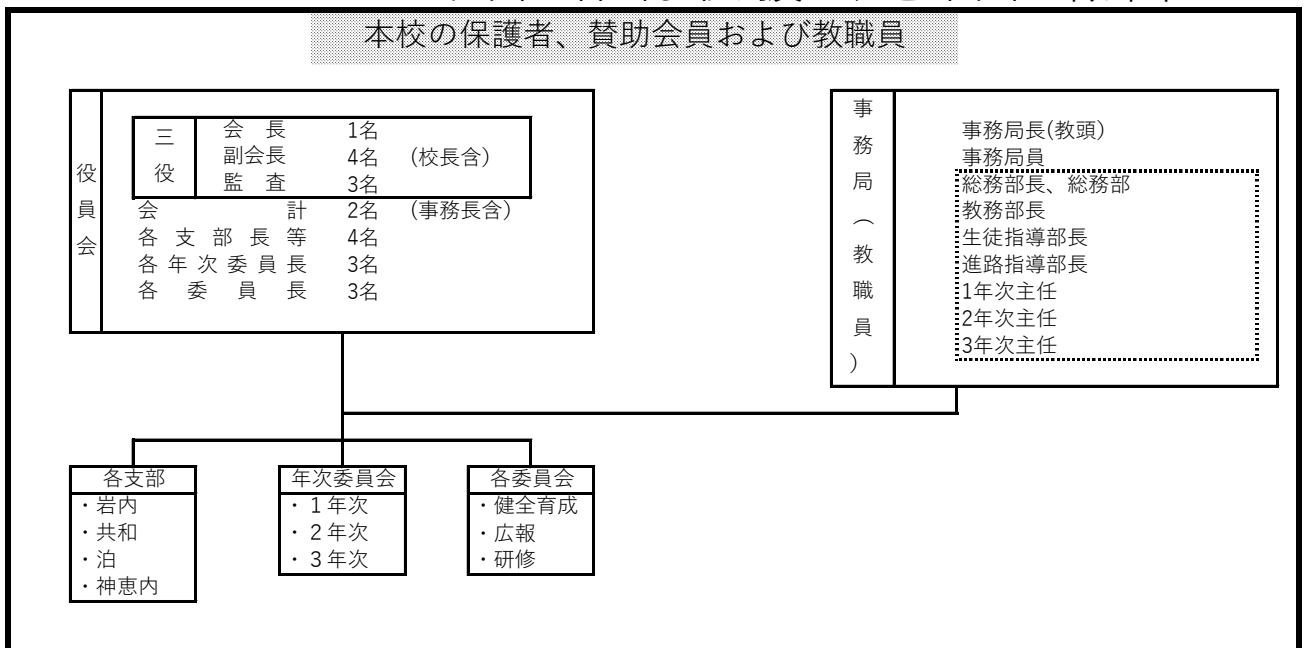 本校の保護者、賛助会員および教職員
役員会
三役
会長 1名
副会長 4名 (校長含)
監査 3名
会計 2名 (事務長含)
各支部長等 4名
各年次委員長 3名
各委員長 3名
事務局(教職員)
事務局長(教頭)
事務局員
総務部長、総務部
教務部長
生徒指導部長
進路指導部長
1年次主任
2年次主任
3年次主任
各支部
・岩内
・共和
・泊
・神恵内
年次委員会
・1年次
・2年次
・3年次
各委員会
・健全育成
・広報
・研修